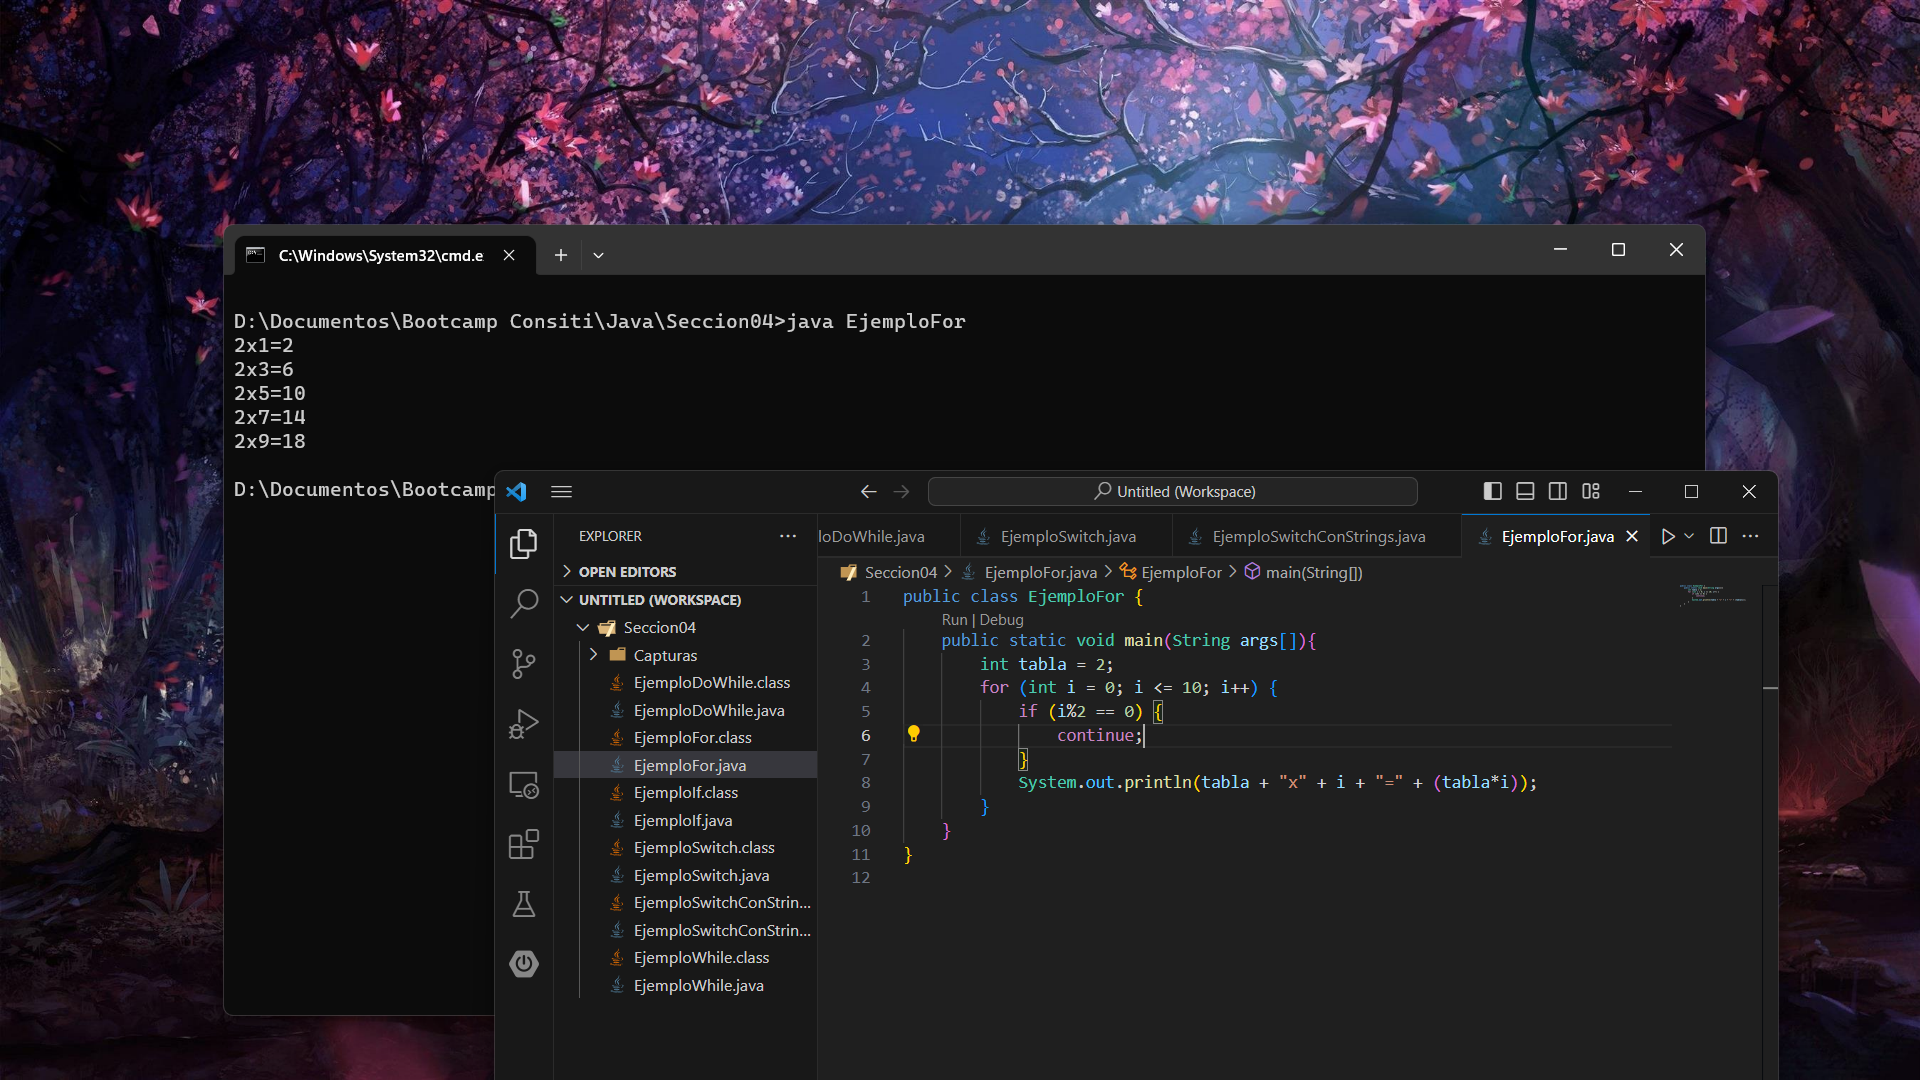 C:\Windows\System32\cmd.e
D:\Documentos\Bootcamp Consiti\Java\Seccion04>java EjemploFor
2x1=2
2x3=6
2x5=10
2x7=14
2x9=18
D:\Documentos\Bootcamp
Untitled (Workspace)
EXPLORER
OPEN EDITORS
UNTITLED (WORKSPACE)
Seccion04
Capturas
EjemploDoWhile.class
EjemploDoWhile.java
EjemploFor.class
EjemploFor.java
EjemploIf.class
EjemploIf.java
EjemploSwitch.class
EjemploSwitch.java
EjemploSwitchConStrin...
EjemploSwitchConStrin...
EjemploWhile.class
EjemploWhile.java
loDoWhile.java EjemploSwitch.java EjemploSwitchConStrings.java EjemploFor.java
Seccion04 > EjemploFor.java > EjemploFor > main(String[])
1 public class EjemploFor {
Run | Debug
2 public static void main(String args[]){
3 int tabla = 2;
4 for (int i = 0; i <= 10; i++) {
5 if (i%2 == 0) {
6 continue;
7 }
8 System.out.println(tabla + "x" + i + "=" + (tabla*i));
9 }
10 }
11 }
12